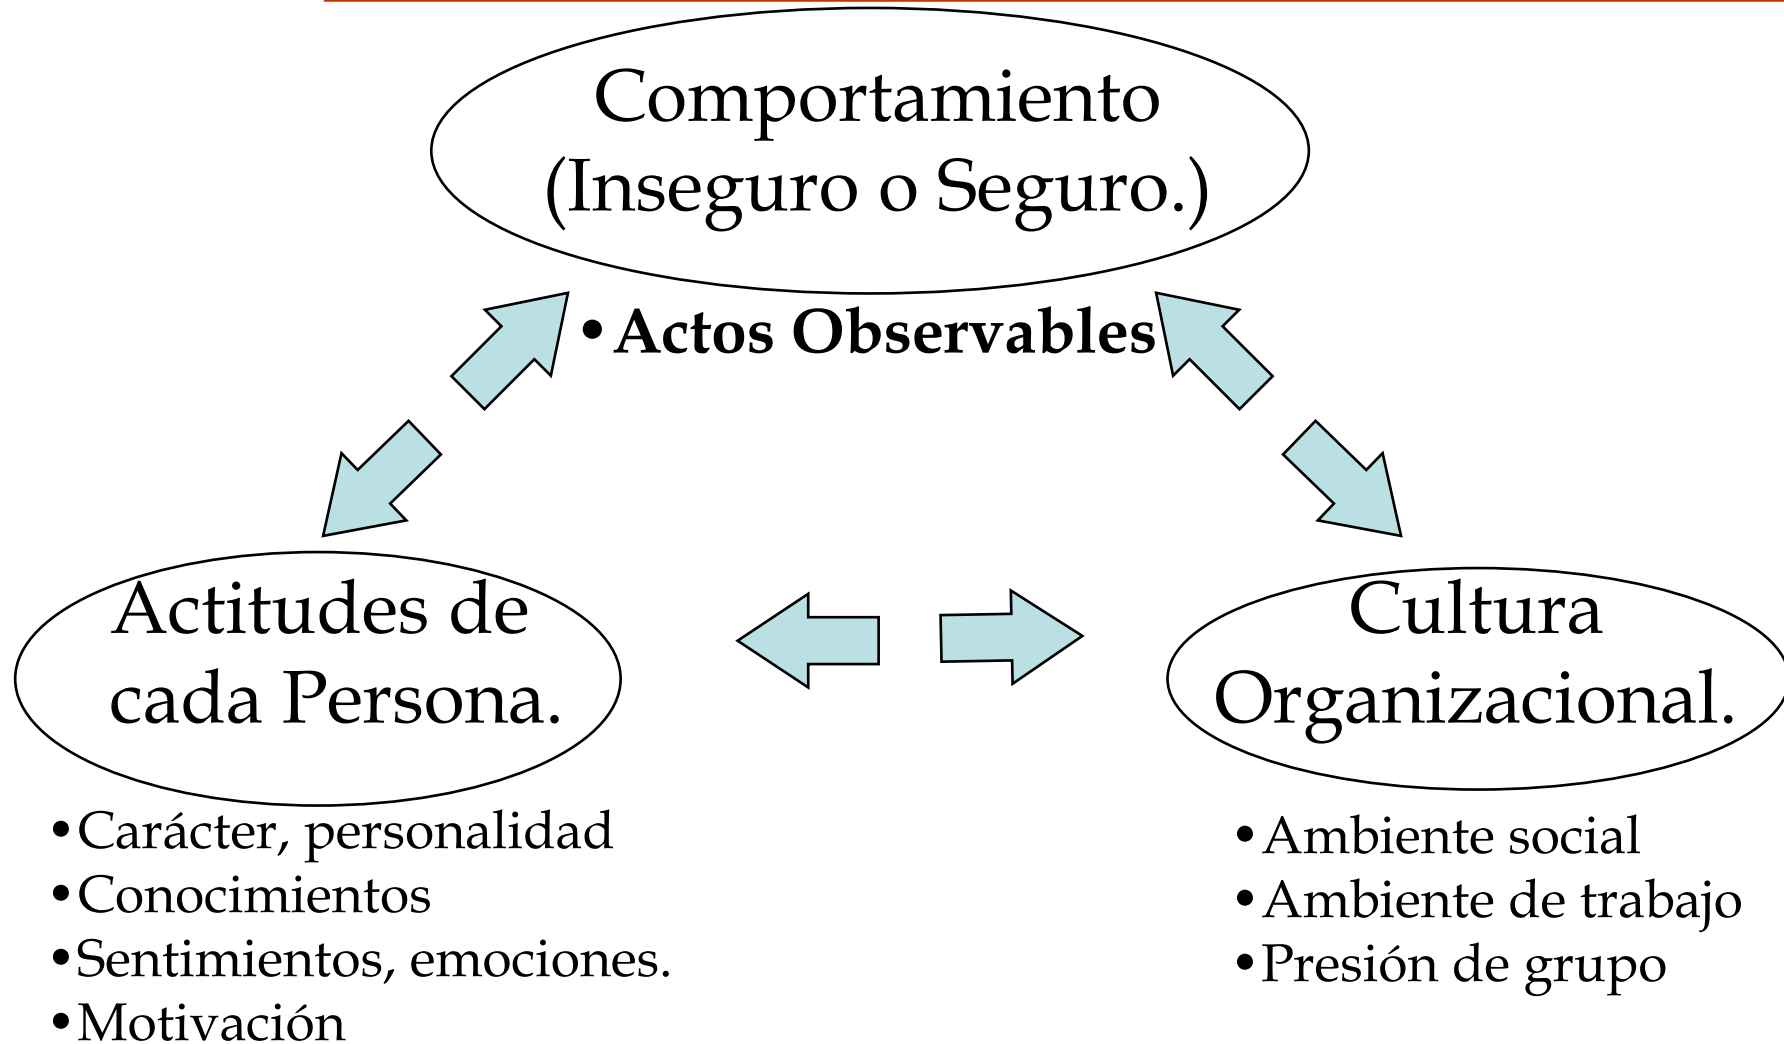 Comportamiento
(Inseguro o Seguro.)
•Actos Observables
Actitudes de
cada Persona.
•Carácter, personalidad
•Conocimientos
•Sentimientos, emociones.
•Motivación
Cultura
Organizacional.
•Ambiente social
•Ambiente de trabajo
•Presión de grupo